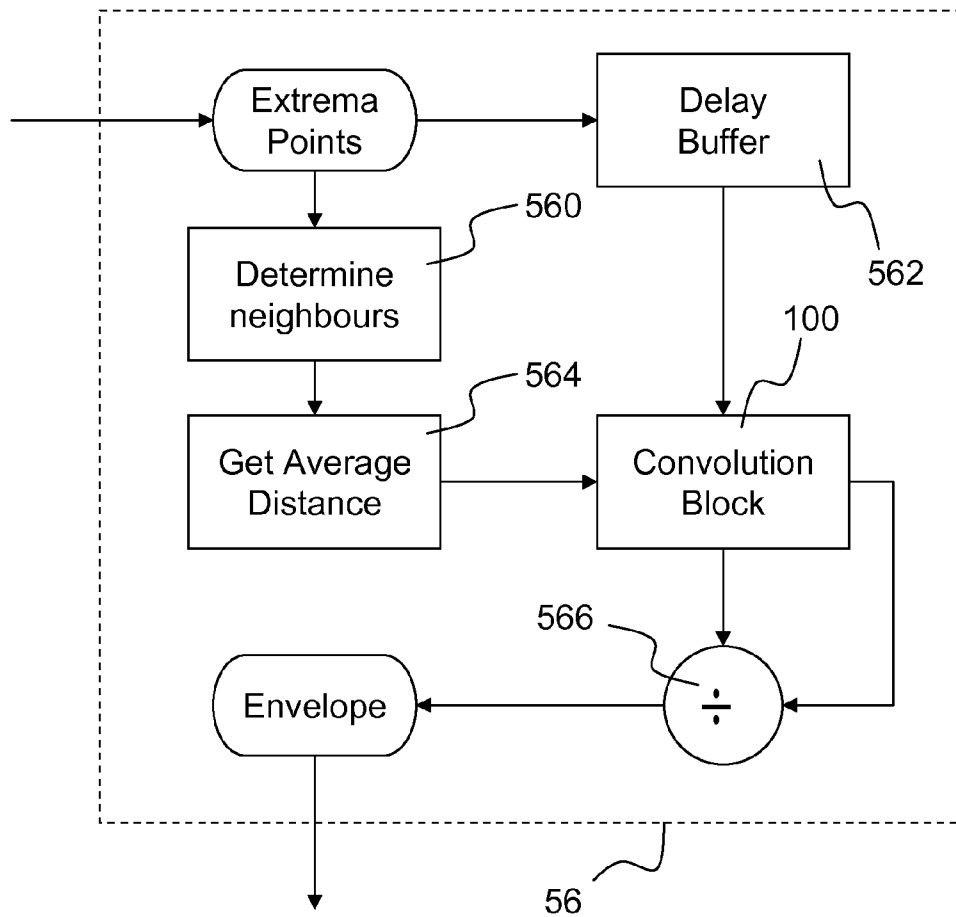 Extrema
Points
Delay
Buffer
560
562
Determine
neighbours
100
564
Get Average
Distance
Convolution
Block
566
÷
Envelope
56